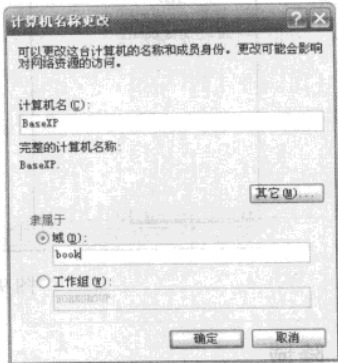 计算机名称更改
可以更改这台计算机的名称和成员身份。更改可能会影响
对网络资源的访问。
计算机名(C):
BaseXP
完整的计算机名称:
BaseXP.
其它(M)...
隶属于
域(D):
book
工作组(W):
WORKGROUP
确定
取消